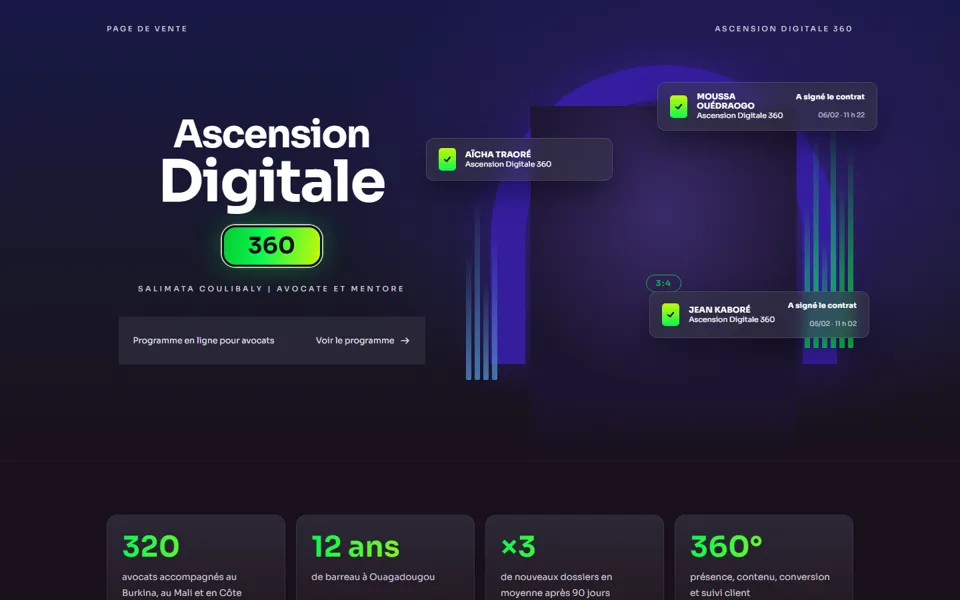 PAGE DE VENTE
ASCENSION DIGITALE 360
Ascension
Digitale
360
SALIMATA COULIBALY | AVOCATE ET MENTORE
Programme en ligne pour avocats
Voir le programme →
MOUSSA
OUÉDRAOGO
Ascension Digitale 360
A signé le contrat
06/02 · 11 h 22
AÏCHA TRAORÉ
Ascension Digitale 360
3:4
JEAN KABORÉ
Ascension Digitale 360
A signé le contrat
05/02 · 11 h 02
320
avocats accompagnés au
Burkina, au Mali et en Côte
12 ans
de barreau à Ouagadougou
×3
de nouveaux dossiers en
moyenne après 90 jours
360°
présence, contenu, conversion
et suivi client